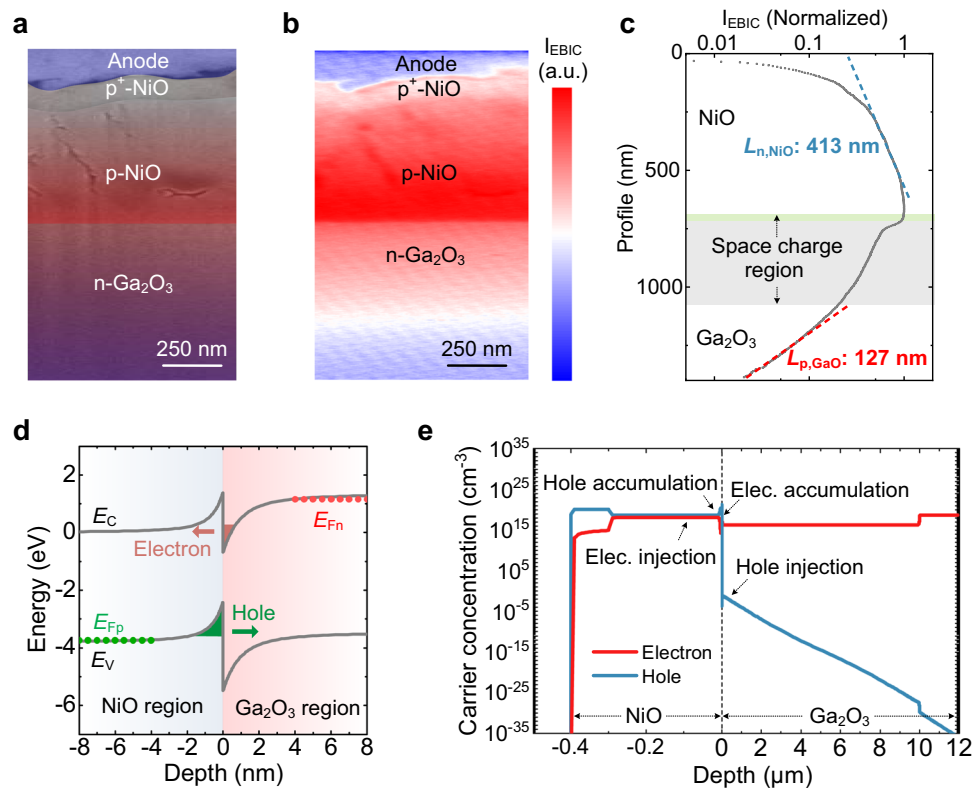 a
Anode
p⁺-NiO
p-NiO
n-Ga₂O₃
250 nm
b
Anode
p⁺-NiO
p-NiO
n-Ga₂O₃
250 nm
I_EBIC
(a.u.)
c
I_EBIC (Normalized)
0.01 0.1 1
0
500
1000
Profile (nm)
NiO
L_n,NiO: 413 nm
Space charge
region
Ga₂O₃
L_p,GaO: 127 nm
d
2
0
-2
-4
-6
Energy (eV)
E_C
E_Fn
Electron
E_Fp
Hole
E_V
NiO region
Ga₂O₃ region
-8 -6 -4 -2 0 2 4 6 8
Depth (nm)
e
10³⁵
10²⁵
10¹⁵
10⁵
10⁻⁵
10⁻¹⁵
10⁻²⁵
10⁻³⁵
Carrier concentration (cm⁻³)
Hole accumulation
Elec. accumulation
Elec. injection
Hole injection
Electron
Hole
NiO
Ga₂O₃
-0.4 -0.2 0 2 4 6 8 10 12
Depth (μm)